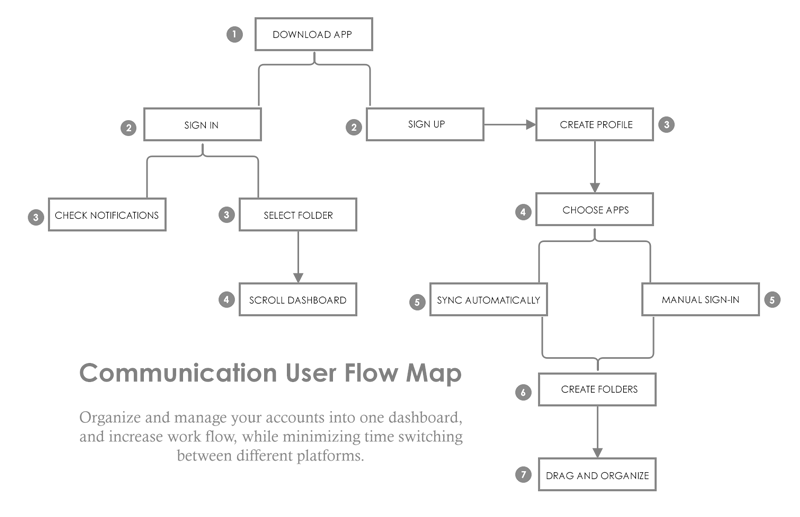 1 DOWNLOAD APP
2 SIGN IN
2 SIGN UP
CREATE PROFILE 3
3 CHECK NOTIFICATIONS
3 SELECT FOLDER
4 CHOOSE APPS
4 SCROLL DASHBOARD
5 SYNC AUTOMATICALLY
MANUAL SIGN-IN 5
Communication User Flow Map
Organize and manage your accounts into one dashboard,
and increase work flow, while minimizing time switching
between different platforms.
6 CREATE FOLDERS
7 DRAG AND ORGANIZE